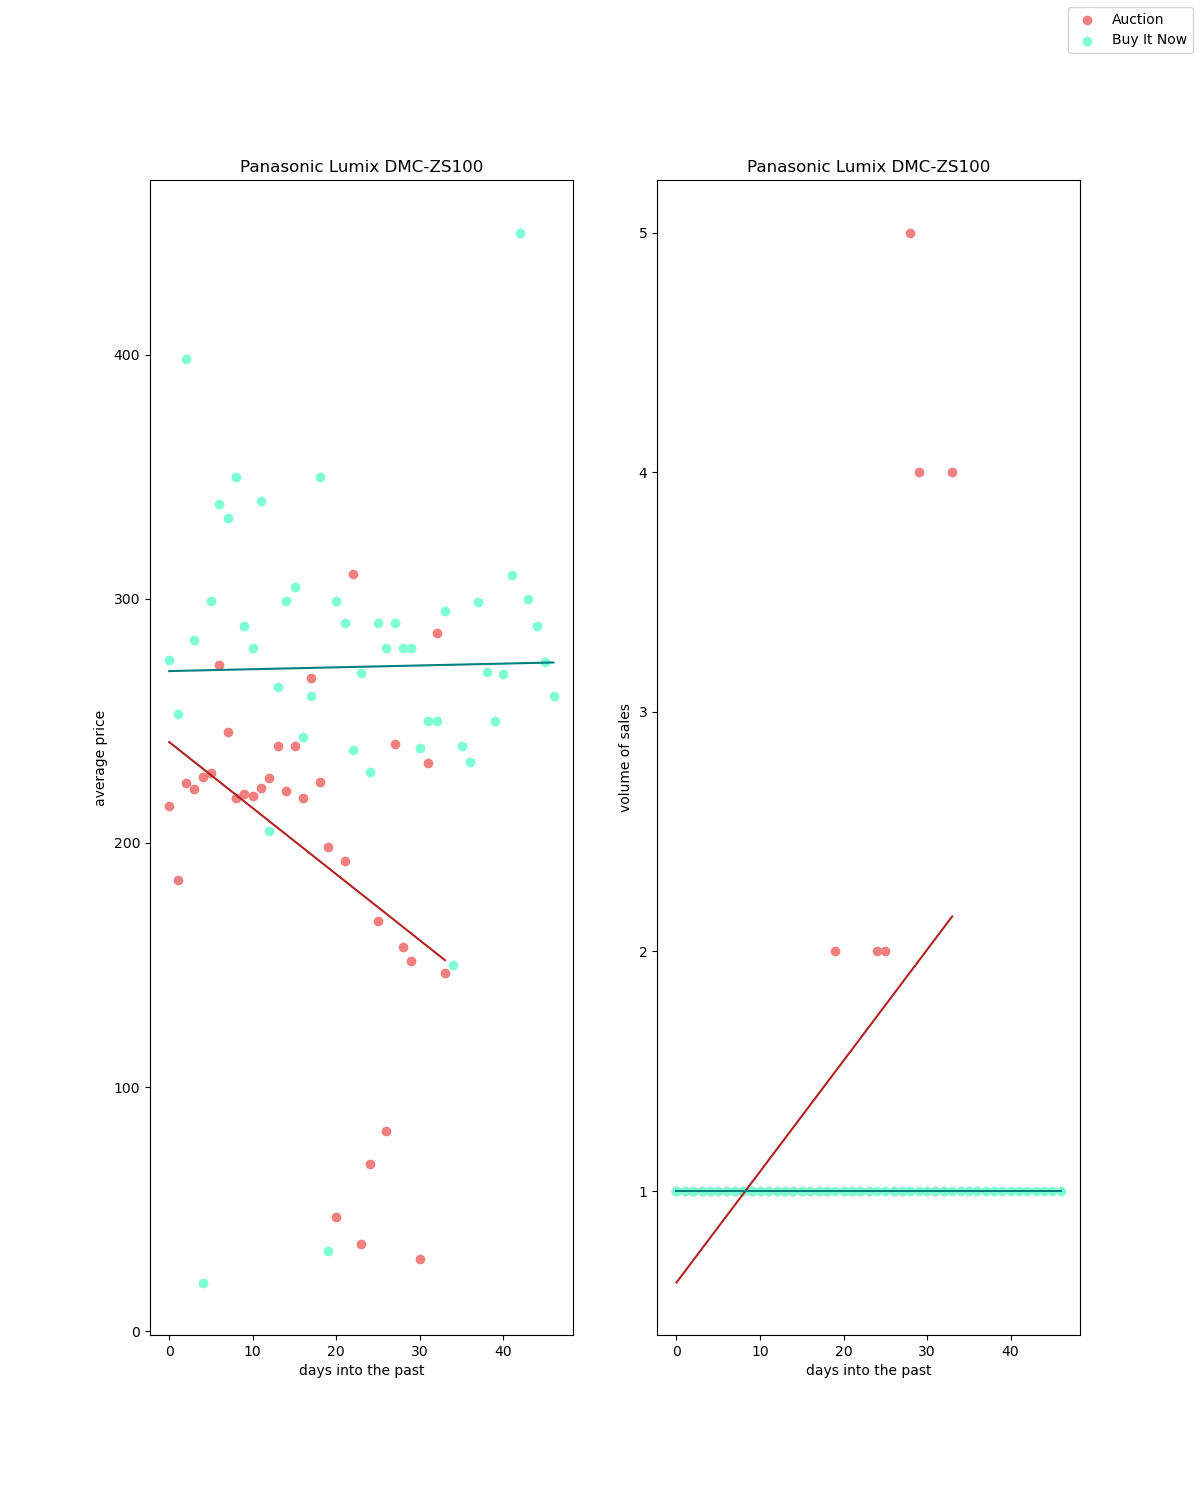 Auction
Buy It Now
Panasonic Lumix DMC-ZS100
average price
400
300
200
100
0
0 10 20 30 40
days into the past
Panasonic Lumix DMC-ZS100
volume of sales
5
4
3
2
1
0 10 20 30 40
days into the past